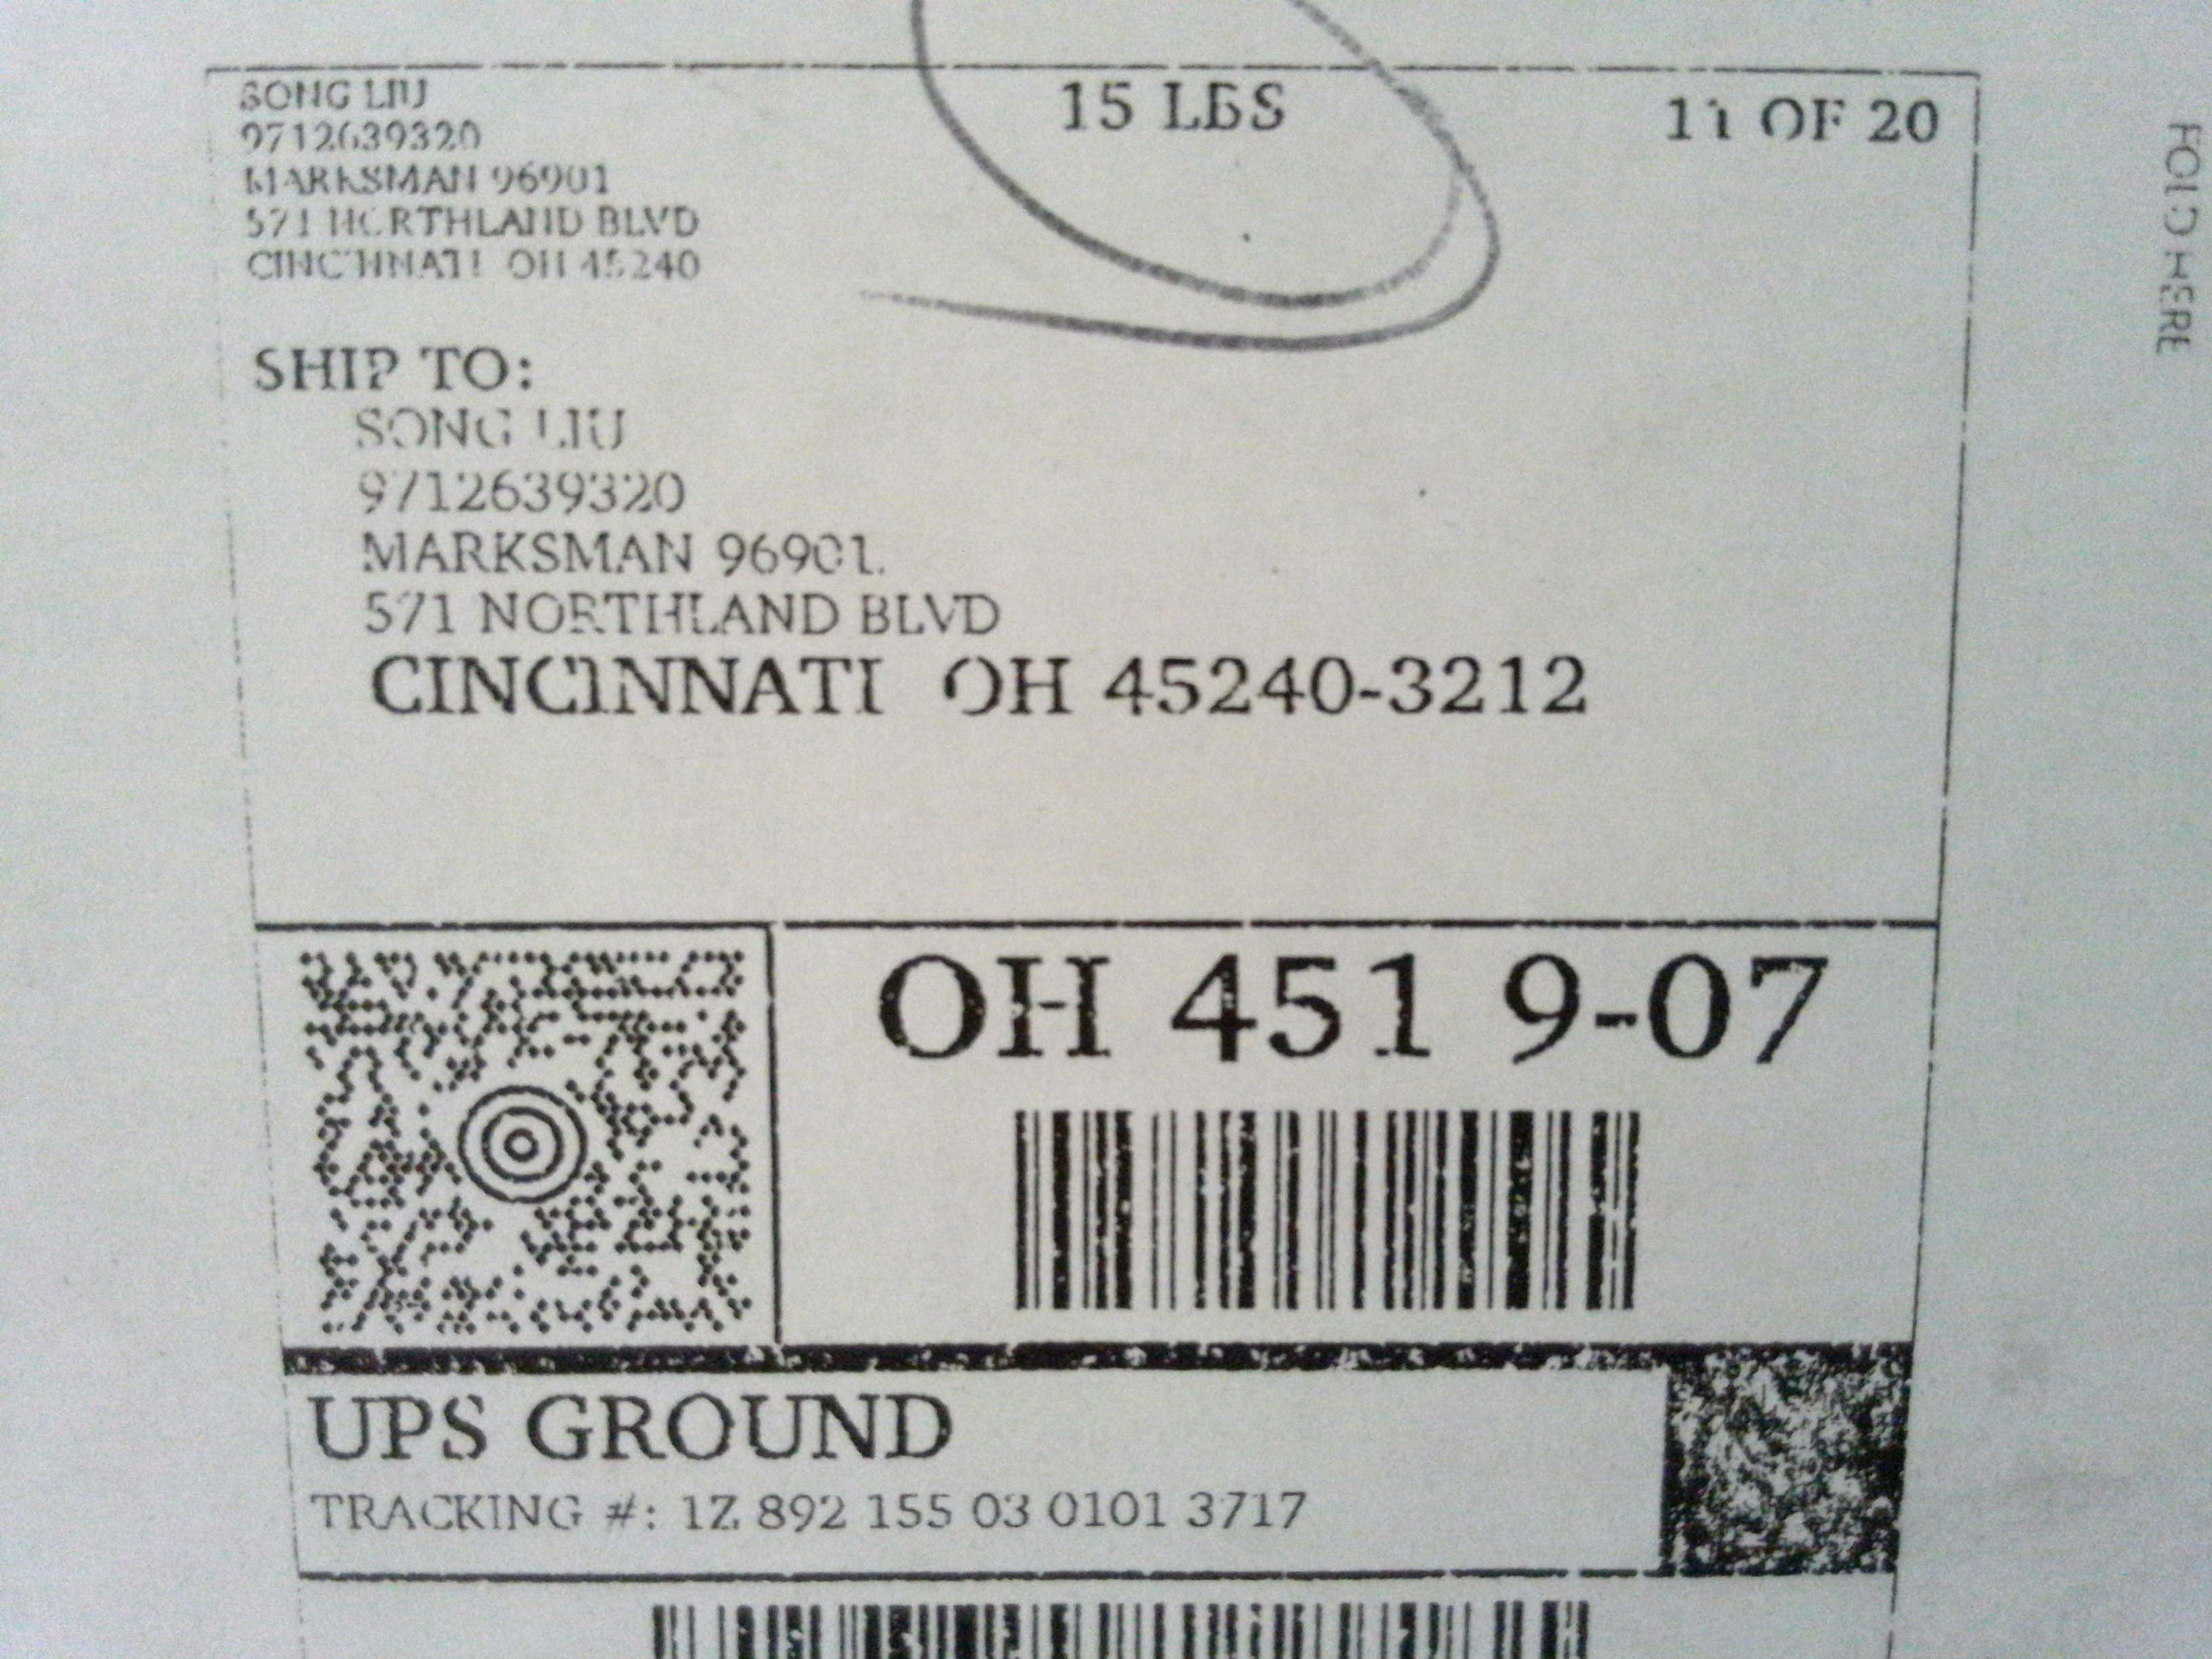 SONG LIU
9712639320
MARKSMAN 96901
571 NORTHLAND BLVD
CINCINNATI OH 45240
15 LBS
11 OF 20
FOLD HERE
SHIP TO:
SONG LIU
9712639320
MARKSMAN 96901
571 NORTHLAND BLVD
CINCINNATI OH 45240-3212
OH 451 9-07
UPS GROUND
TRACKING #: 1Z 892 155 03 0101 3717